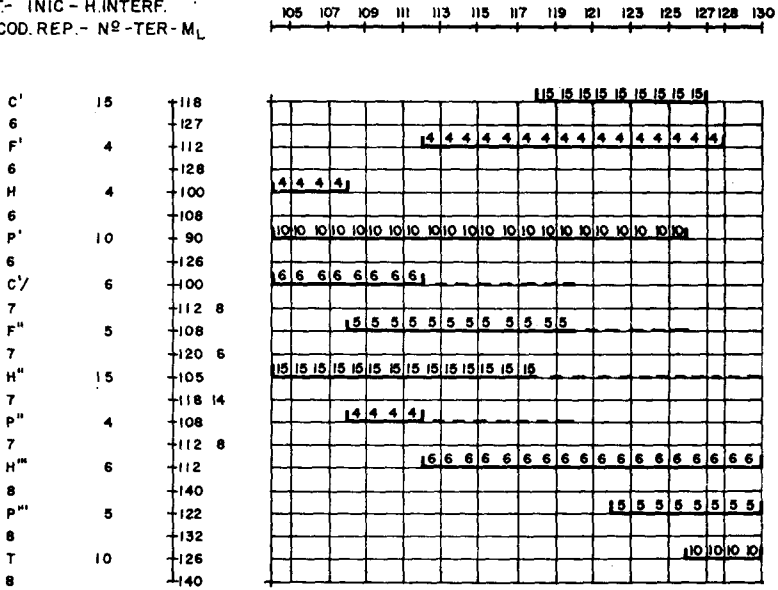 .- INIC - H.INTERF.
COD. REP.- Nº -TER- M_L
105 107 109 111 113 115 117 119 121 123 125 127 128 130
C' 15 118 15 15 15 15 15 15 15 15 15
6 127
F' 4 112 4 4 4 4 4 4 4 4 4 4 4 4 4 4 4 4
6 128
H 4 100 4 4 4 4
6 108
P' 10 90 10 10 10 10 10 10 10 10 10 10 10 10 10 10 10 10 10 10 10 10 10 10
6 126
C'/ 6 100 6 6 6 6 6 6 6 6
7 112 8
F" 5 108 5 5 5 5 5 5 5 5 5 5 5 5
7 120 6
H" 15 105 15 15 15 15 15 15 15 15 15 15 15 15 15 15
7 118 14
P" 4 108 4 4 4 4
7 112 8
H"' 6 112 6 6 6 6 6 6 6 6 6 6 6 6 6 6 6 6 6 6
8 140
P"' 5 122 5 5 5 5 5 5 5 5
8 132
T 10 126 10 10 10 10
8 140